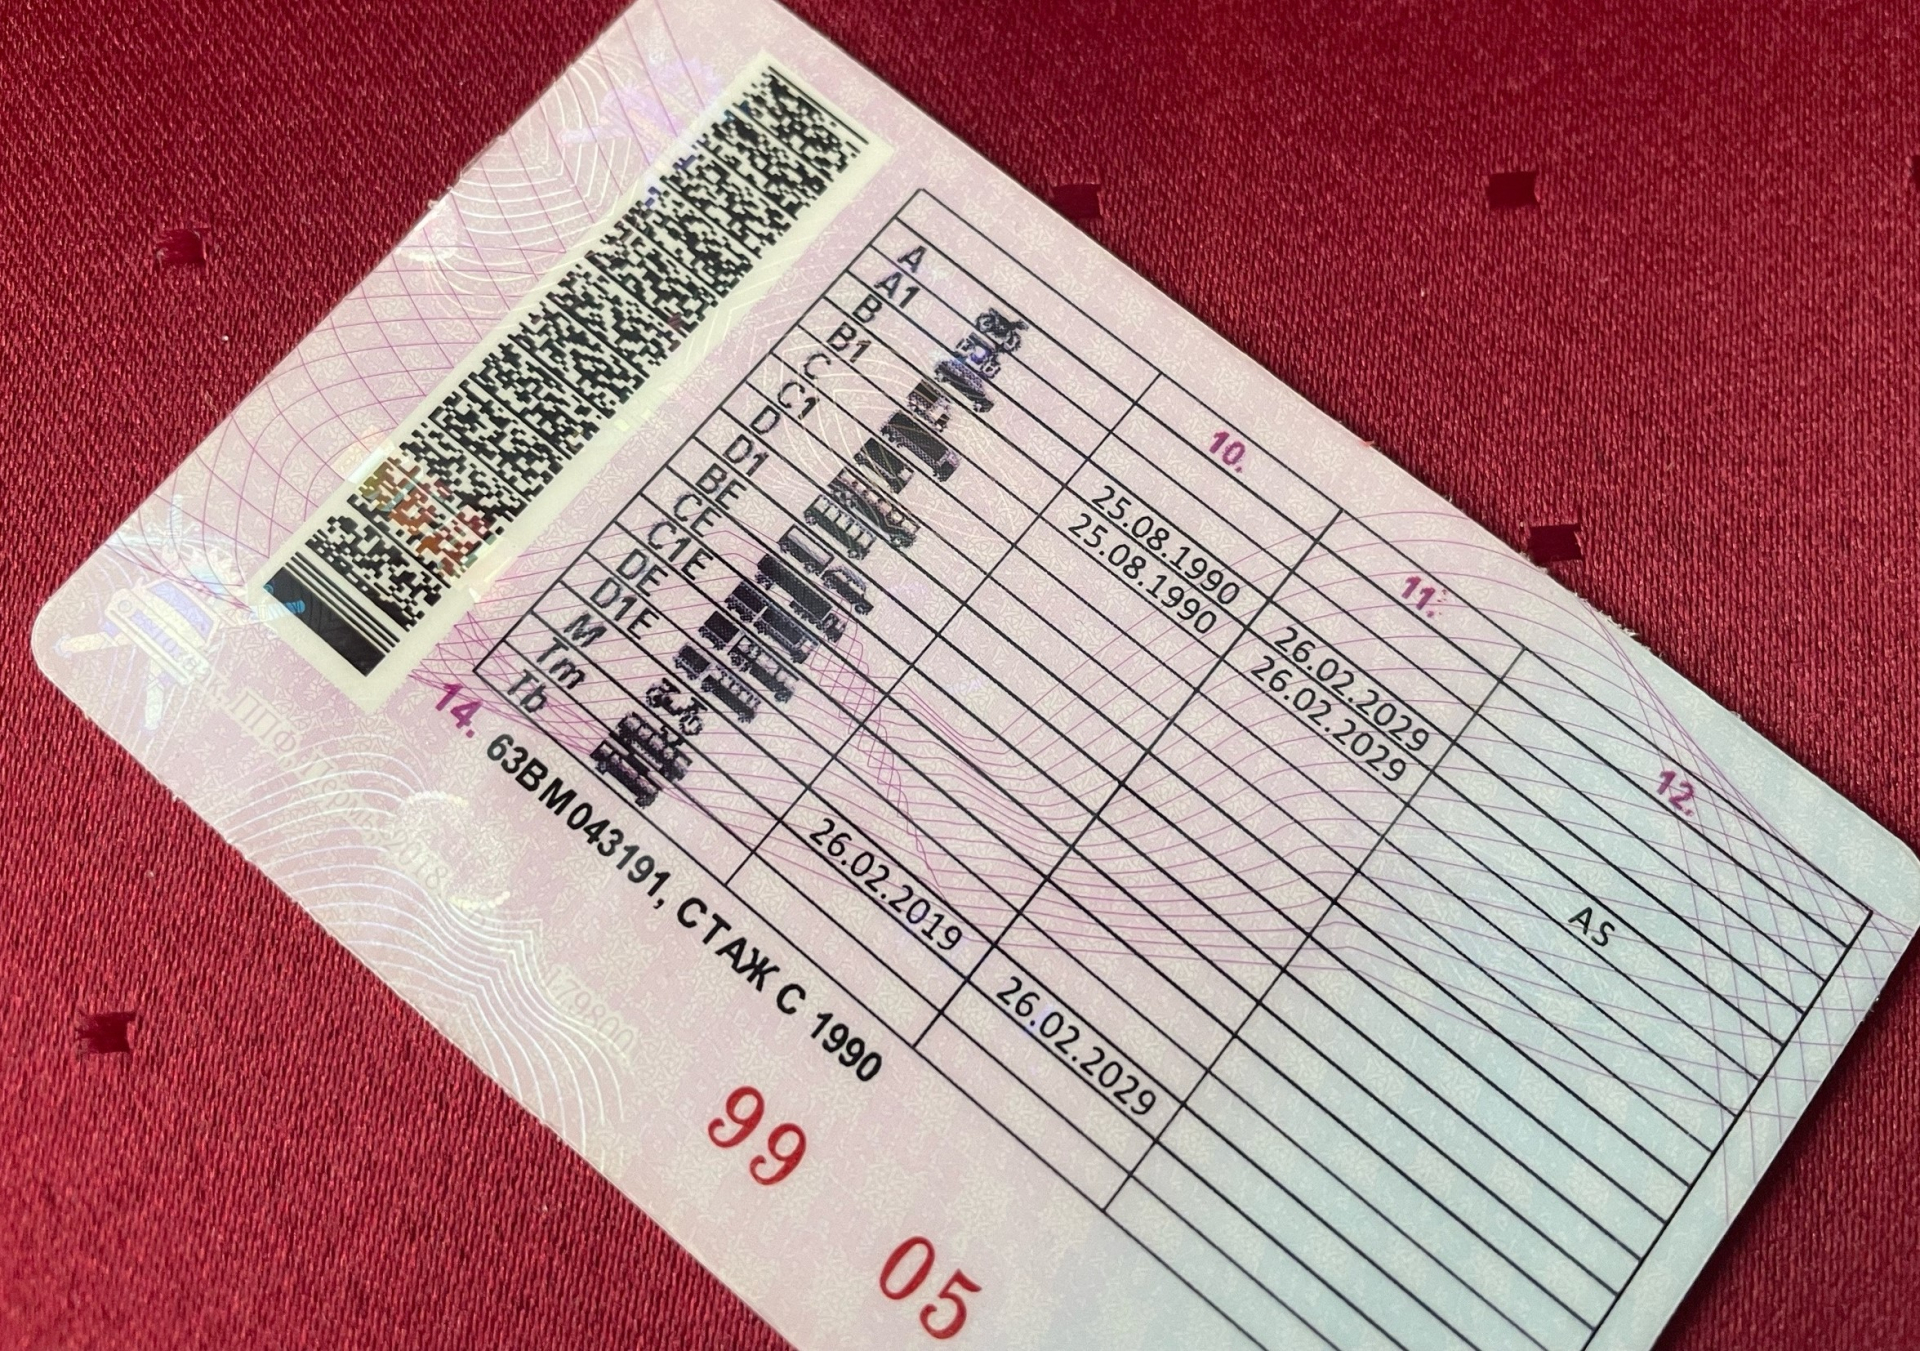 10. 11. 12.
A
A1
B 25.08.1990 26.02.2029
B1 25.08.1990 26.02.2029 AS
C
C1
D
D1
BE
CE
C1E
DE
D1E
M 26.02.2019 26.02.2029
Tm
Tb
14. 63ВМ043191, СТАЖ С 1990
99 05